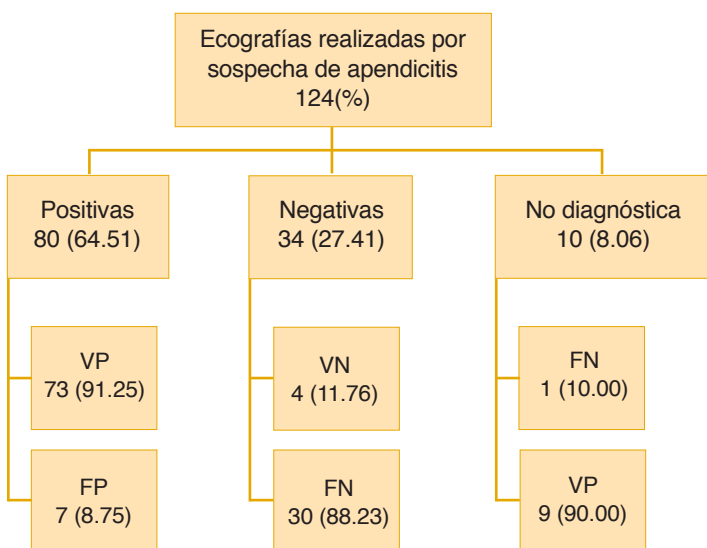 Ecografías realizadas por
sospecha de apendicitis
124(%)
Positivas
80 (64.51)
Negativas
34 (27.41)
No diagnóstica
10 (8.06)
VP
73 (91.25)
VN
4 (11.76)
FN
1 (10.00)
FP
7 (8.75)
FN
30 (88.23)
VP
9 (90.00)